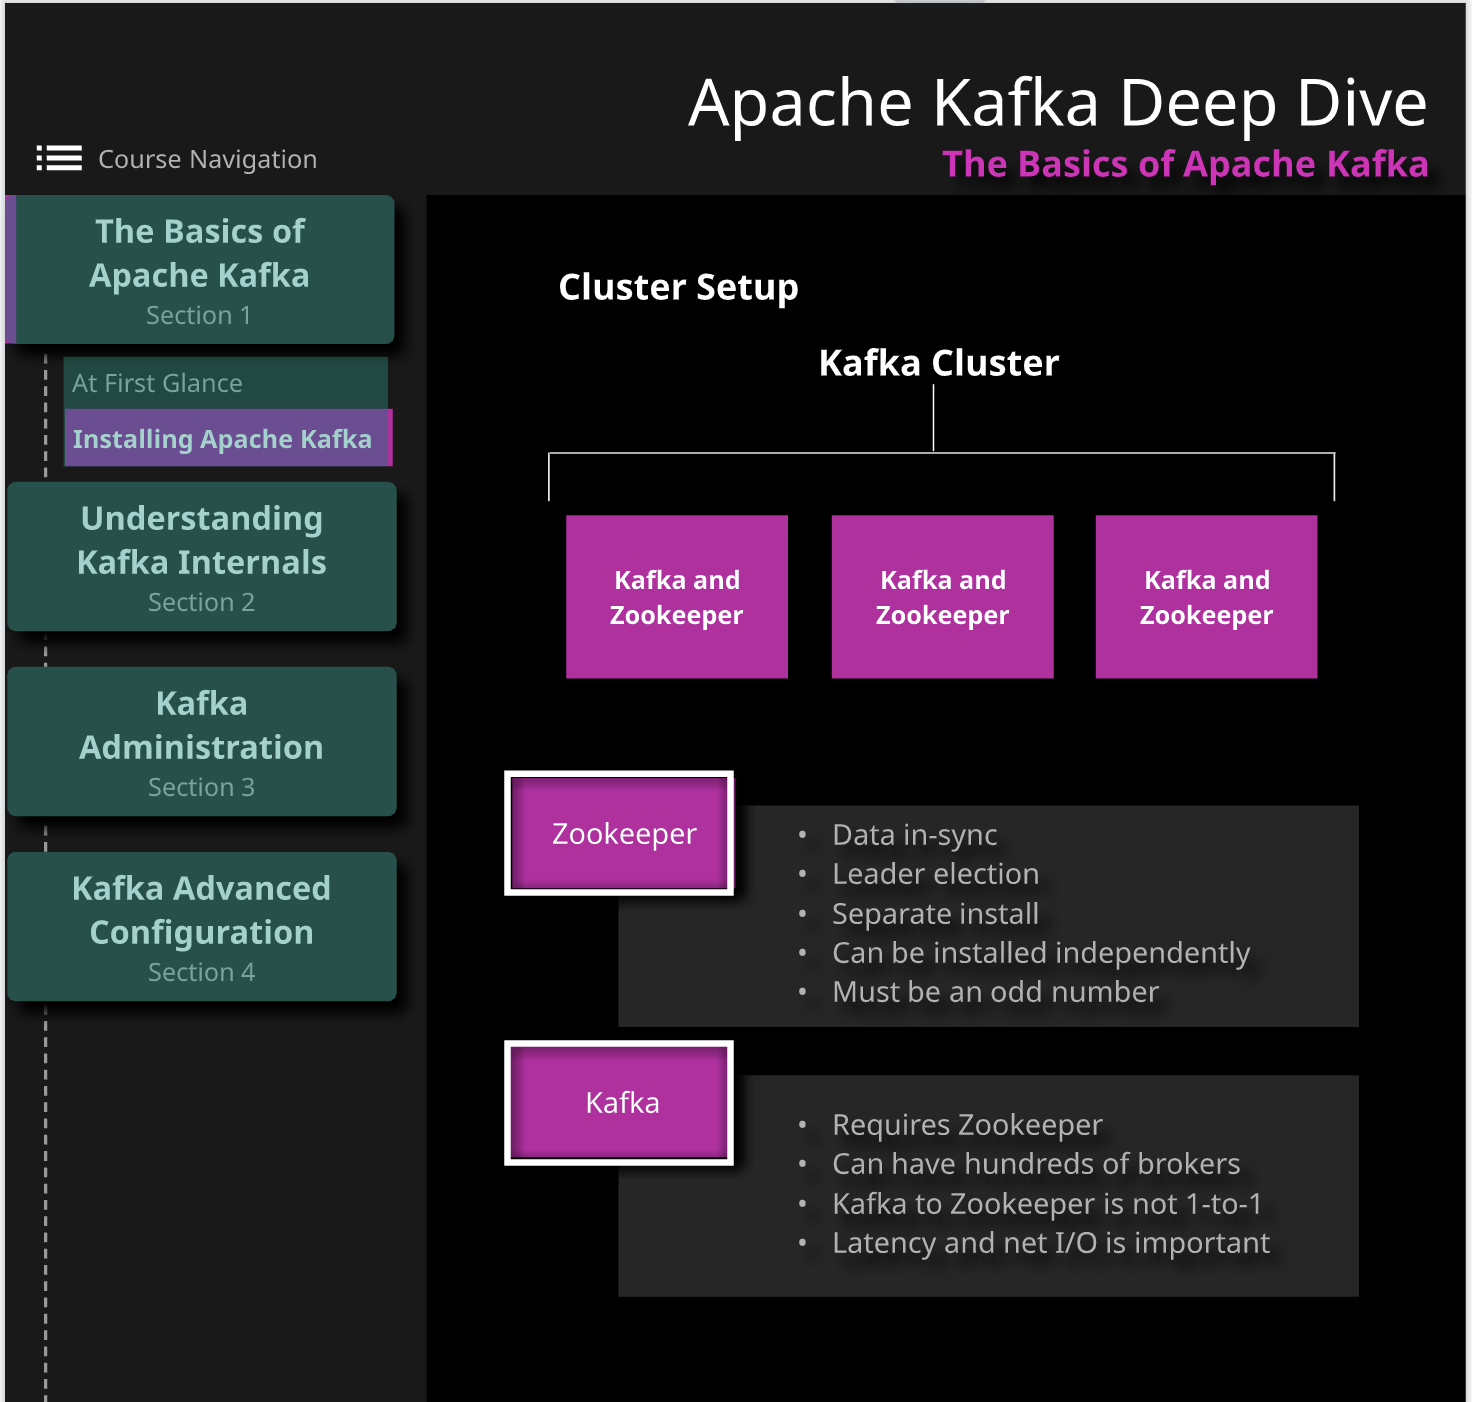 Apache Kafka Deep Dive
The Basics of Apache Kafka
Course Navigation
The Basics of
Apache Kafka
Section 1
At First Glance
Installing Apache Kafka
Understanding
Kafka Internals
Section 2
Kafka
Administration
Section 3
Kafka Advanced
Configuration
Section 4
Cluster Setup
Kafka Cluster
Kafka and
Zookeeper
Kafka and
Zookeeper
Kafka and
Zookeeper
Zookeeper
• Data in-sync
• Leader election
• Separate install
• Can be installed independently
• Must be an odd number
Kafka
• Requires Zookeeper
• Can have hundreds of brokers
• Kafka to Zookeeper is not 1-to-1
• Latency and net I/O is important